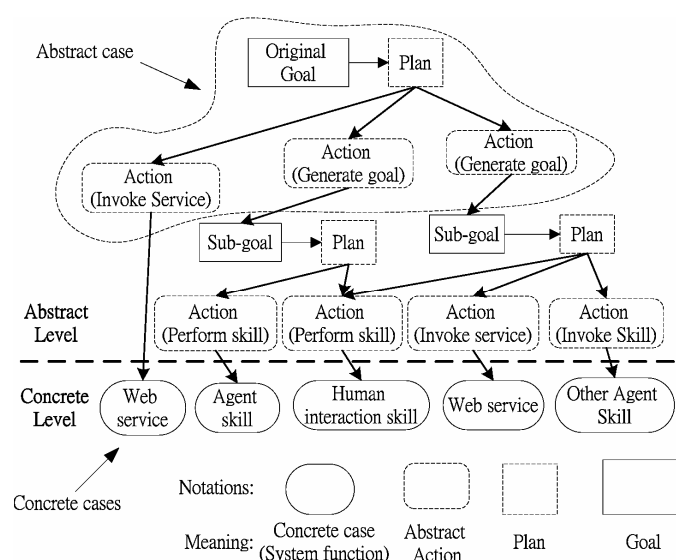 Abstract case
Original
Goal
Plan
Action
(Invoke Service)
Action
(Generate goal)
Action
(Generate goal)
Sub-goal
Plan
Sub-goal
Plan
Abstract
Level
Action
(Perform skill)
Action
(Perform skill)
Action
(Invoke service)
Action
(Invoke Skill)
Concrete
Level
Web
service
Agent
skill
Human
interaction skill
Web service
Other Agent
Skill
Concrete cases
Notations:
Meaning:
Concrete case
(System function)
Abstract
Action
Plan
Goal